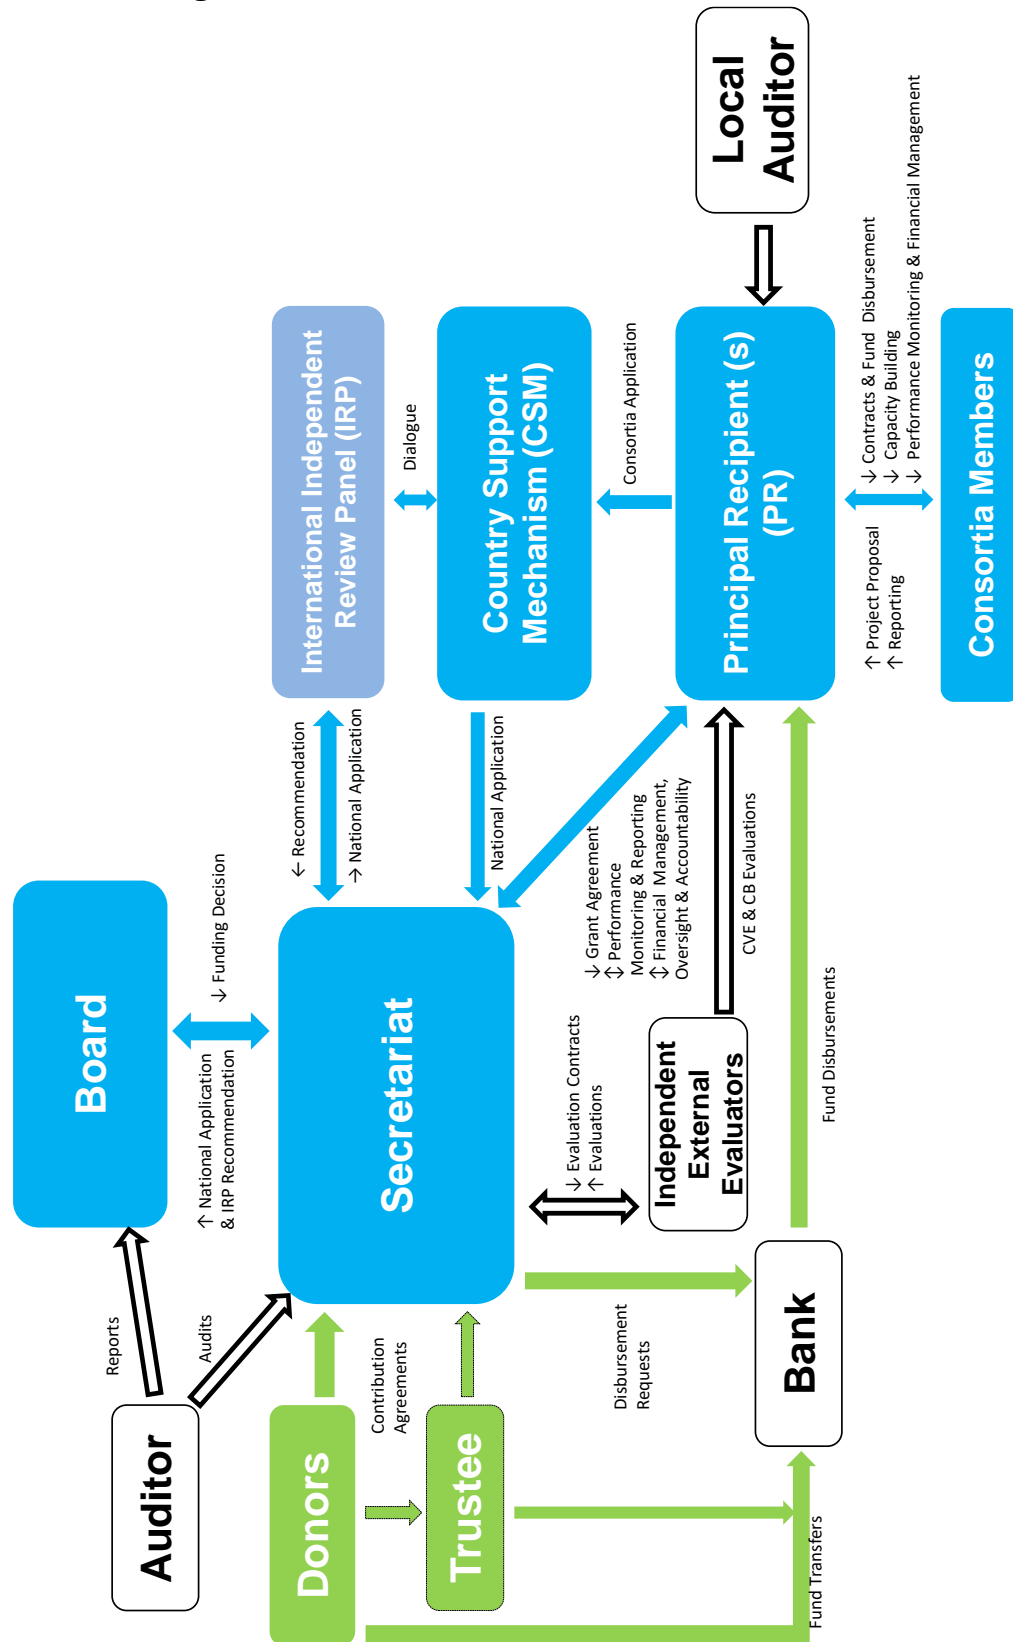 Board
Auditor
Reports
Audits
↑ National Application
& IRP Recommendation
↓ Funding Decision
Donors
Contribution
Agreements
Trustee
Secretariat
← Recommendation
→ National Application
International Independent
Review Panel (IRP)
Dialogue
National Application
Country Support
Mechanism (CSM)
Consortia Application
↓ Grant Agreement
↕ Performance
Monitoring & Reporting
↕ Financial Management,
Oversight & Accountability
↓ Evaluation Contracts
↑ Evaluations
Independent
External
Evaluators
CVE & CB Evaluations
Principal Recipient (s)
(PR)
Local
Auditor
Disbursement
Requests
Bank
Fund Transfers
Fund Disbursements
↑ Project Proposal
↑ Reporting
↓ Contracts & Fund Disbursement
↓ Capacity Building
↓ Performance Monitoring & Financial Management
Consortia Members